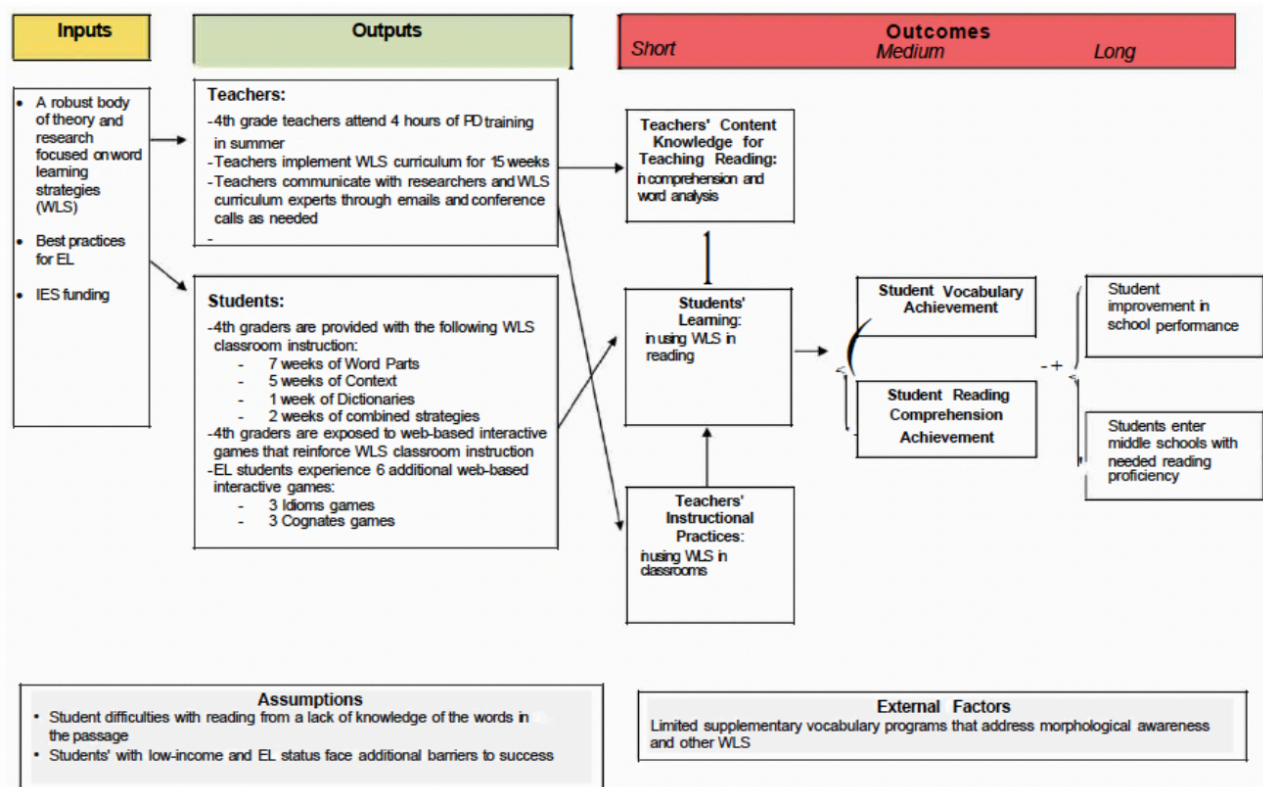 Inputs
Outputs
Outcomes
Short Medium Long
• A robust body
of theory and
research
focused on word
learning
strategies
(WLS)
• Best practices
for EL
• IES funding
Teachers:
-4th grade teachers attend 4 hours of PD training
in summer
-Teachers implement WLS curriculum for 15 weeks
-Teachers communicate with researchers and WLS
curriculum experts through emails and conference
calls as needed
-
Students:
-4th graders are provided with the following WLS
classroom instruction:
- 7 weeks of Word Parts
- 5 weeks of Context
- 1 week of Dictionaries
- 2 weeks of combined strategies
-4th graders are exposed to web-based interactive
games that reinforce WLS classroom instruction
-EL students experience 6 additional web-based
interactive games:
- 3 Idioms games
- 3 Cognates games
Teachers' Content
Knowledge for
Teaching Reading:
in comprehension and
word analysis
Students'
Learning:
in using WLS in
reading
Teachers'
Instructional
Practices:
in using WLS in
classrooms
Student Vocabulary
Achievement
Student Reading
Comprehension
Achievement
Student
improvement in
school performance
Students enter
middle schools with
needed reading
proficiency
Assumptions
• Student difficulties with reading from a lack of knowledge of the words in
the passage
• Students' with low-income and EL status face additional barriers to success
External Factors
Limited supplementary vocabulary programs that address morphological awareness
and other WLS